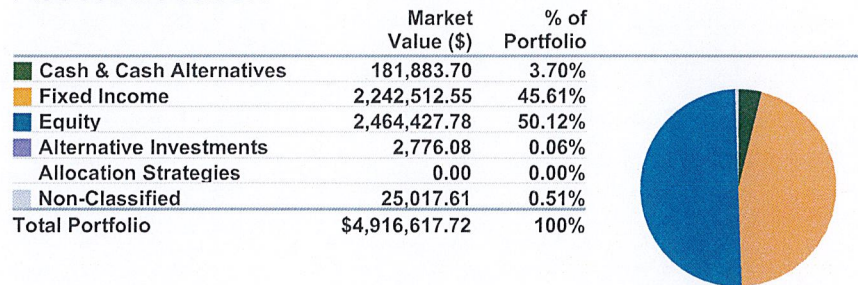 Market % of
Value ($) Portfolio
Cash & Cash Alternatives 181,883.70 3.70%
Fixed Income 2,242,512.55 45.61%
Equity 2,464,427.78 50.12%
Alternative Investments 2,776.08 0.06%
Allocation Strategies 0.00 0.00%
Non-Classified 25,017.61 0.51%
Total Portfolio $4,916,617.72 100%